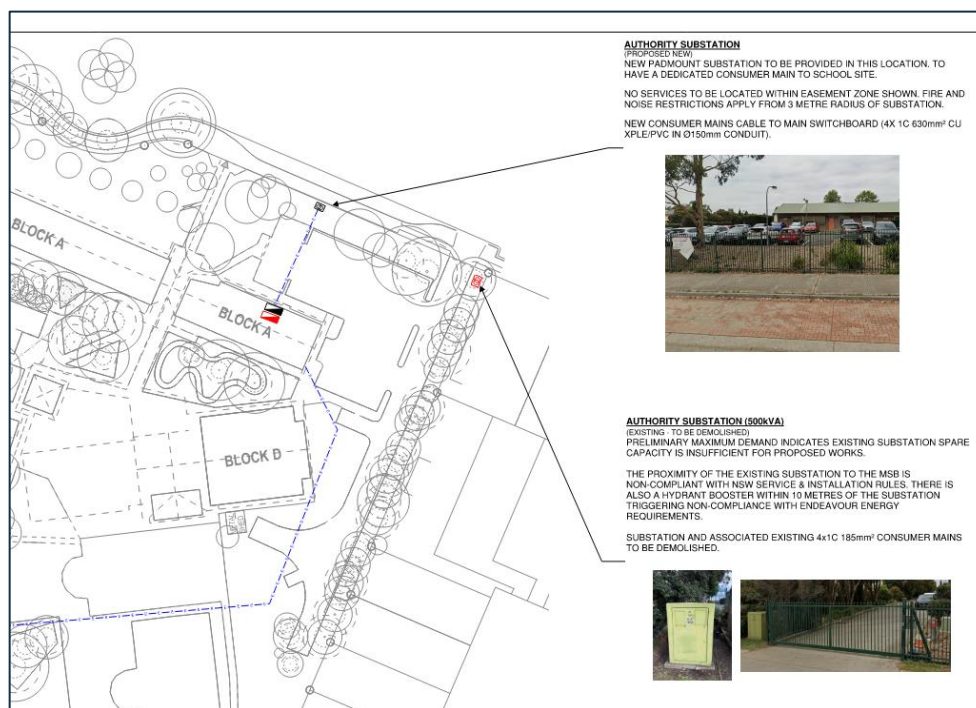 AUTHORITY SUBSTATION
(PROPOSED NEW)
NEW PADMOUNT SUBSTATION TO BE PROVIDED IN THIS LOCATION. TO
HAVE A DEDICATED CONSUMER MAIN TO SCHOOL SITE.
NO SERVICES TO BE LOCATED WITHIN EASEMENT ZONE SHOWN. FIRE AND
NOISE RESTRICTIONS APPLY FROM 3 METRE RADIUS OF SUBSTATION.
NEW CONSUMER MAINS CABLE TO MAIN SWITCHBOARD (4X 1C 630mm² CU
XPLE/PVC IN Ø150mm CONDUIT).
BLOCK A
BLOCK A
BLOCK D
AUTHORITY SUBSTATION (500kVA)
(EXISTING - TO BE DEMOLISHED)
PRELIMINARY MAXIMUM DEMAND INDICATES EXISTING SUBSTATION SPARE
CAPACITY IS INSUFFICIENT FOR PROPOSED WORKS.
THE PROXIMITY OF THE EXISTING SUBSTATION TO THE MSB IS
NON-COMPLIANT WITH NSW SERVICE & INSTALLATION RULES. THERE IS
ALSO A HYDRANT BOOSTER WITHIN 10 METRES OF THE SUBSTATION
TRIGGERING NON-COMPLIANCE WITH ENDEAVOUR ENERGY
REQUIREMENTS.
SUBSTATION AND ASSOCIATED EXISTING 4x1C 185mm² CONSUMER MAINS
TO BE DEMOLISHED.